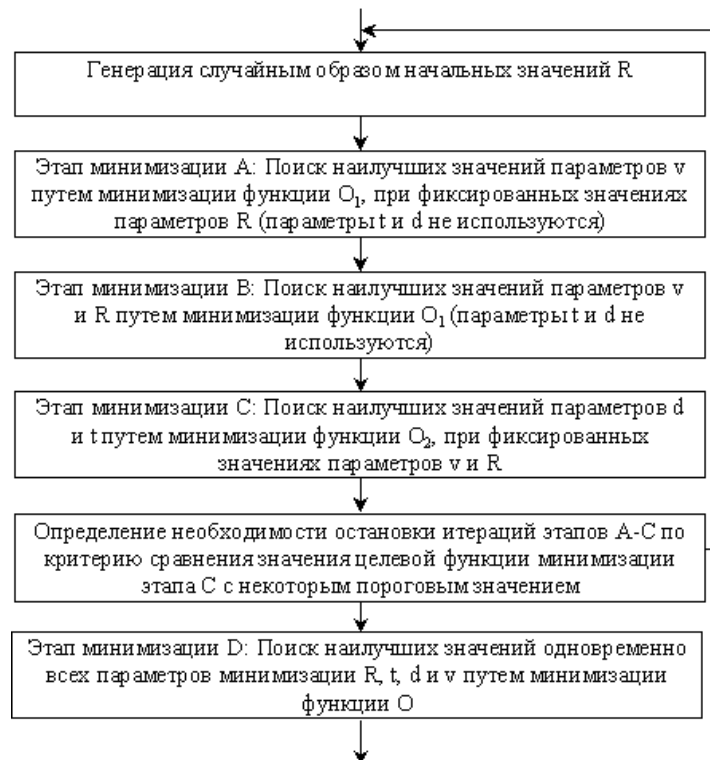 Генерация случайным образом начальных значений R
Этап минимизации A: Поиск наилучших значений параметров v
путем минимизации функции O₁, при фиксированных значениях
параметров R (параметры t и d не используются)
Этап минимизации B: Поиск наилучших значений параметров v
и R путем минимизации функции O₁ (параметры t и d не
используются)
Этап минимизации C: Поиск наилучших значений параметров d
и t путем минимизации функции O₂, при фиксированных
значениях параметров v и R
Определение необходимости остановки итераций этапов A-C по
критерию сравнения значения целевой функции минимизации
этапа C с некоторым пороговым значением
Этап минимизации D: Поиск наилучших значений одновременно
всех параметров минимизации R, t, d и v путем минимизации
функции O